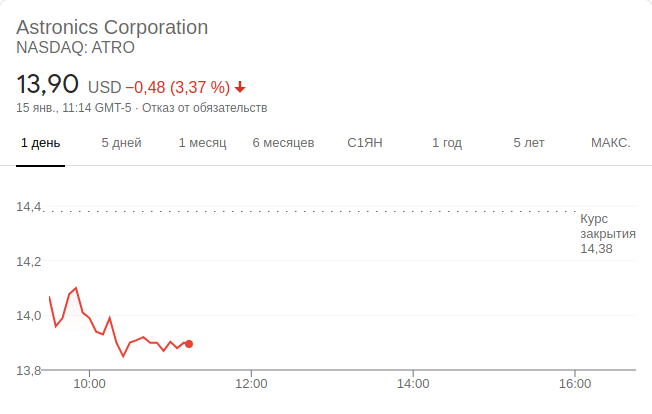 Astronics Corporation
NASDAQ: ATRO
13,90 USD −0,48 (3,37 %)
15 янв., 11:14 GMT-5 · Отказ от обязательств
1 день 5 дней 1 месяц 6 месяцев С1ЯН 1 год 5 лет МАКС.
14,4
Курс
закрытия
14,38
14,2
14,0
13,8
10:00 12:00 14:00 16:00